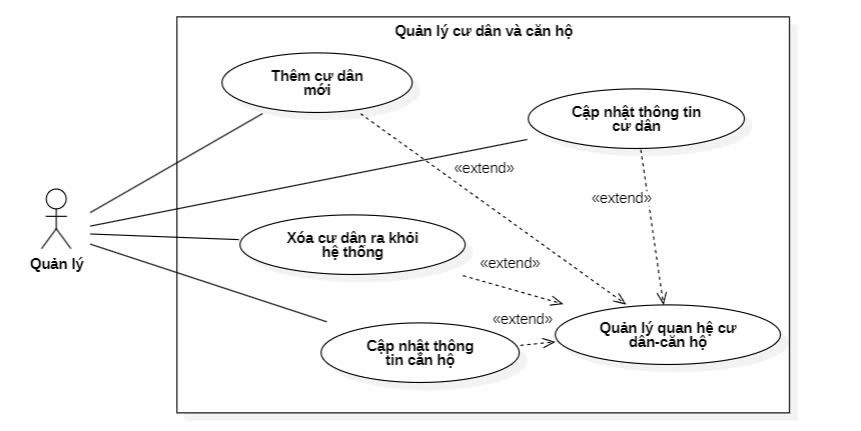 Quản lý cư dân và căn hộ
Thêm cư dân
mới
Cập nhật thông tin
cư dân
«extend»
«extend»
Quản lý
Xóa cư dân ra khỏi
hệ thống
«extend»
«extend»
Quản lý quan hệ cư
dân-căn hộ
Cập nhật thông
tin căn hộ